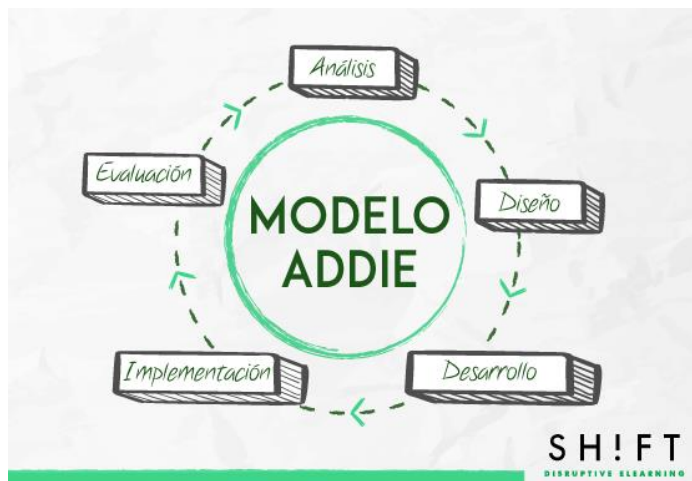 Análisis
Evaluación
Diseño
MODELO
ADDIE
Implementación
Desarrollo
SH!FT
DISRUPTIVE ELEARNING